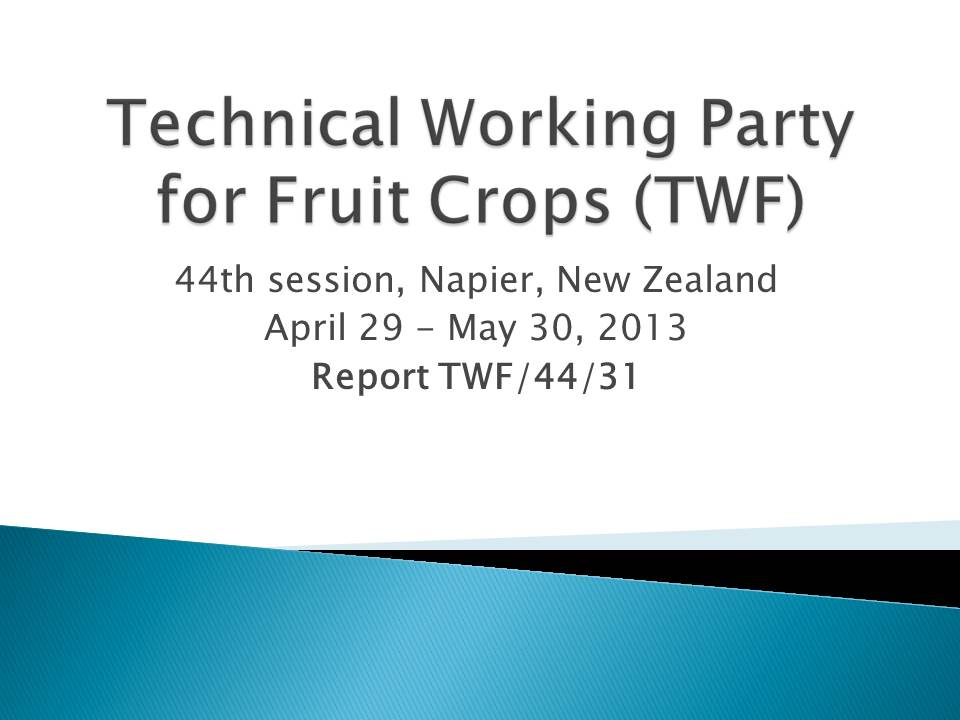 Technical Working Party
for Fruit Crops (TWF)
44th session, Napier, New Zealand
April 29 - May 30, 2013
Report TWF/44/31